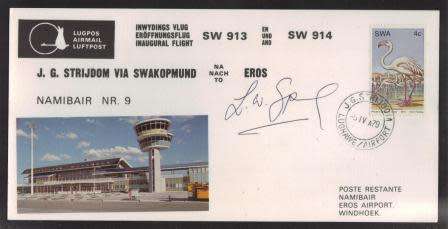 LUGPOS
AIRMAIL
LUFTPOST
INWYDINGS VLUG
ERÖFFNUNGSFLUG
INAUGURAL FLIGHT
SW 913
EN
UND
AND
SW 914
J. G. STRIJDOM VIA SWAKOPMUND
NA
NACH
TO
EROS
NAMIBAIR NR. 9
SWA
4c
LUGHAWE/AIRPORT
POSTE RESTANTE
NAMIBAIR
EROS AIRPORT
WINDHOEK.